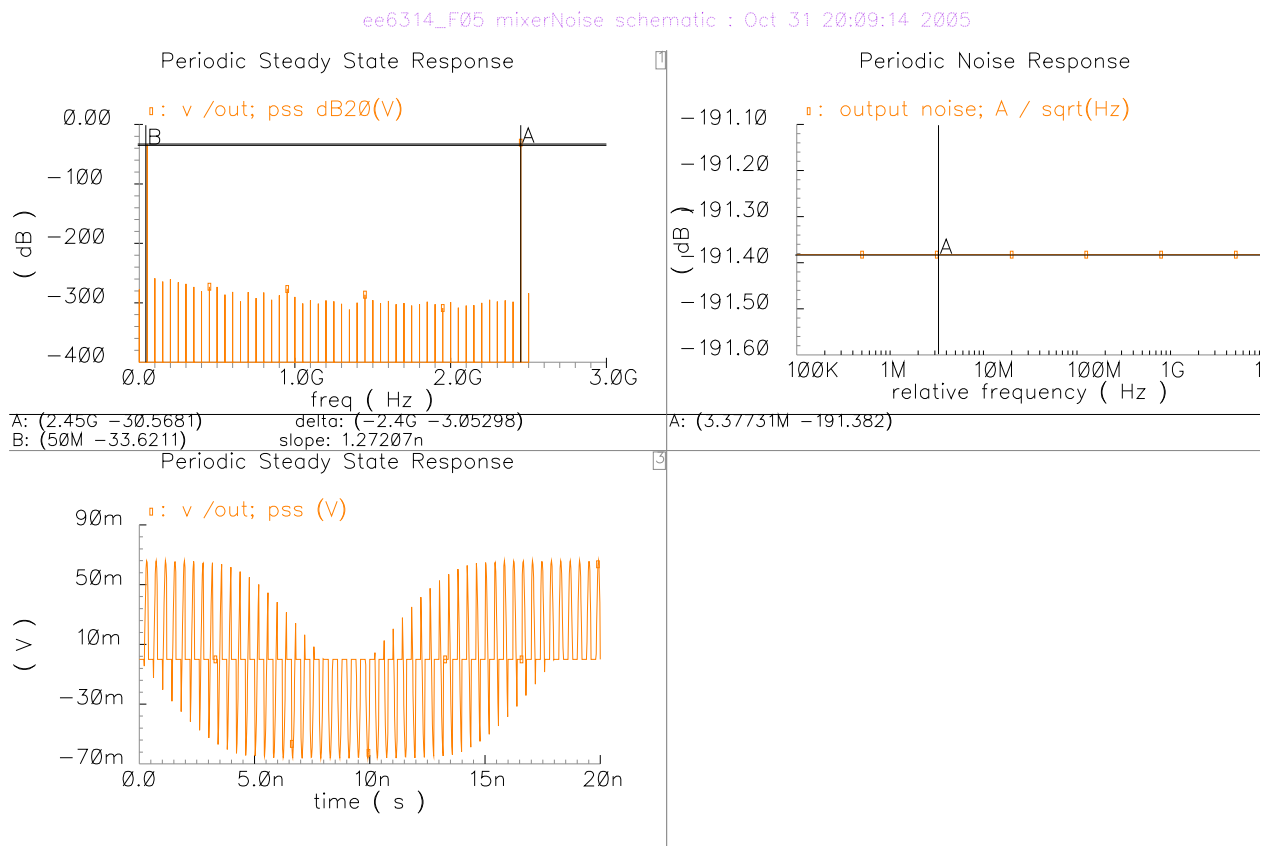 ee6314_F05 mixerNoise schematic : Oct 31 20:09:14 2005
Periodic Steady State Response
1
: v /out; pss dB20(V)
0.00
-100
-200
-300
-400
( dB )
B
A
0.0
1.0G
2.0G
3.0G
freq ( Hz )
Periodic Noise Response
: output noise; A / sqrt(Hz)
-191.10
-191.20
-191.30
-191.40
-191.50
-191.60
( dB )
A
100K
1M
10M
100M
1G
1
relative frequency ( Hz )
A: (2.45G -30.5681) delta: (-2.4G -3.05298)
B: (50M -33.6211) slope: 1.27207n
A: (3.37731M -191.382)
Periodic Steady State Response
3
: v /out; pss (V)
90m
50m
10m
-30m
-70m
( V )
0.0
5.0n
10n
15n
20n
time ( s )